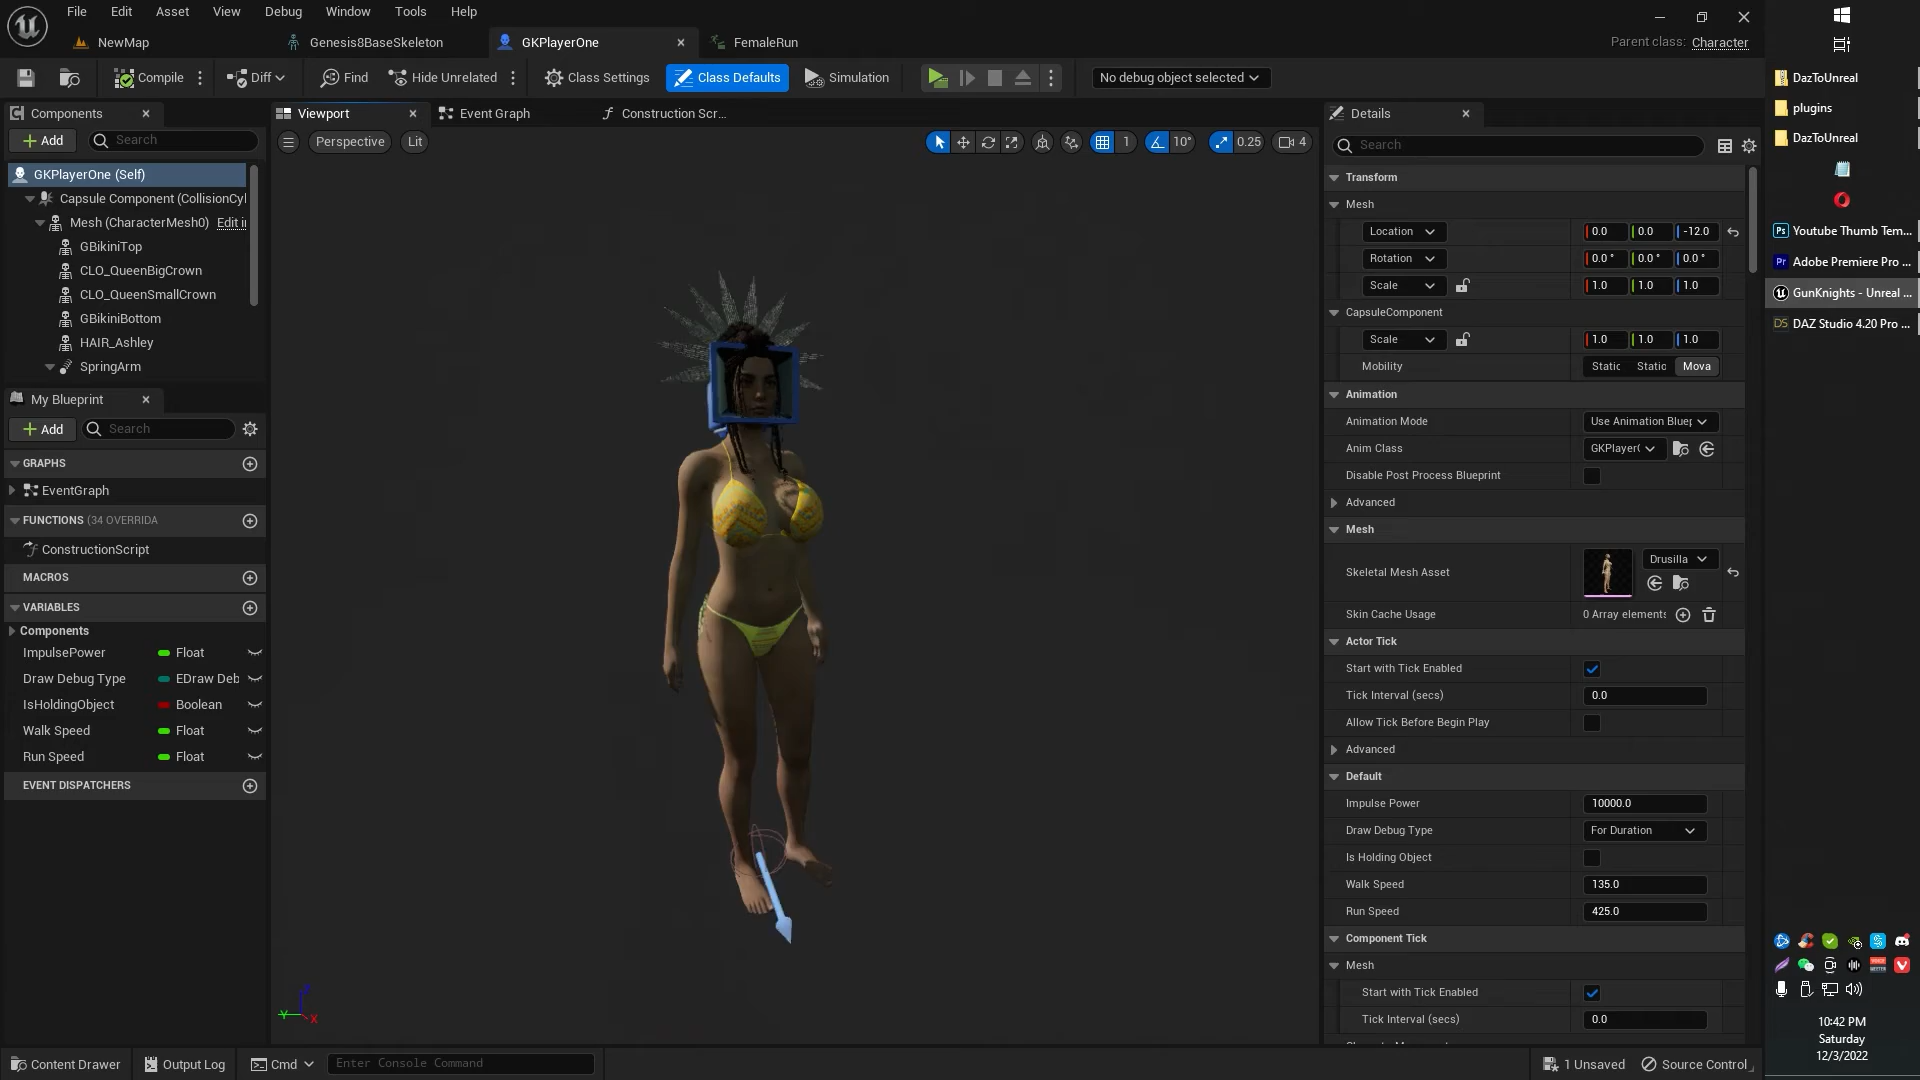 File Edit Asset View Debug Window Tools Help
NewMap Genesis8BaseSkeleton GKPlayerOne FemaleRun
Parent class: Character
Compile Diff Find Hide Unrelated Class Settings Class Defaults Simulation No debug object selected
Components
Add Search
GKPlayerOne (Self)
Capsule Component (CollisionCyl
Mesh (CharacterMesh0) Edit i
GBikiniTop
CLO_QueenBigCrown
CLO_QueenSmallCrown
GBikiniBottom
HAIR_Ashley
SpringArm
My Blueprint
Add Search
GRAPHS
EventGraph
FUNCTIONS (34 OVERRIDA
ConstructionScript
MACROS
VARIABLES
Components
ImpulsePower Float
Draw Debug Type EDraw Deb
IsHoldingObject Boolean
Walk Speed Float
Run Speed Float
EVENT DISPATCHERS
Viewport Event Graph Construction Scr...
Perspective Lit 1 10° 0.25 4
Z
Y
X
Details
Search
Transform
Mesh
Location 0.0 0.0 -12.0
Rotation 0.0 ° 0.0 ° 0.0 °
Scale 1.0 1.0 1.0
CapsuleComponent
Scale 1.0 1.0 1.0
Mobility Static Static Mova
Animation
Animation Mode Use Animation Bluep
Anim Class GKPlayer
Disable Post Process Blueprint
Advanced
Mesh
Skeletal Mesh Asset Drusilla
Skin Cache Usage 0 Array elements
Actor Tick
Start with Tick Enabled
Tick Interval (secs) 0.0
Allow Tick Before Begin Play
Advanced
Default
Impulse Power 10000.0
Draw Debug Type For Duration
Is Holding Object
Walk Speed 135.0
Run Speed 425.0
Component Tick
Mesh
Start with Tick Enabled
Tick Interval (secs) 0.0
Content Drawer Output Log Cmd Enter Console Command 1 Unsaved Source Control
DazToUnreal
plugins
DazToUnreal
Ps Youtube Thumb Tem...
Pr Adobe Premiere Pro ...
GunKnights - Unreal ...
DS DAZ Studio 4.20 Pro ...
10:42 PM
Saturday
12/3/2022